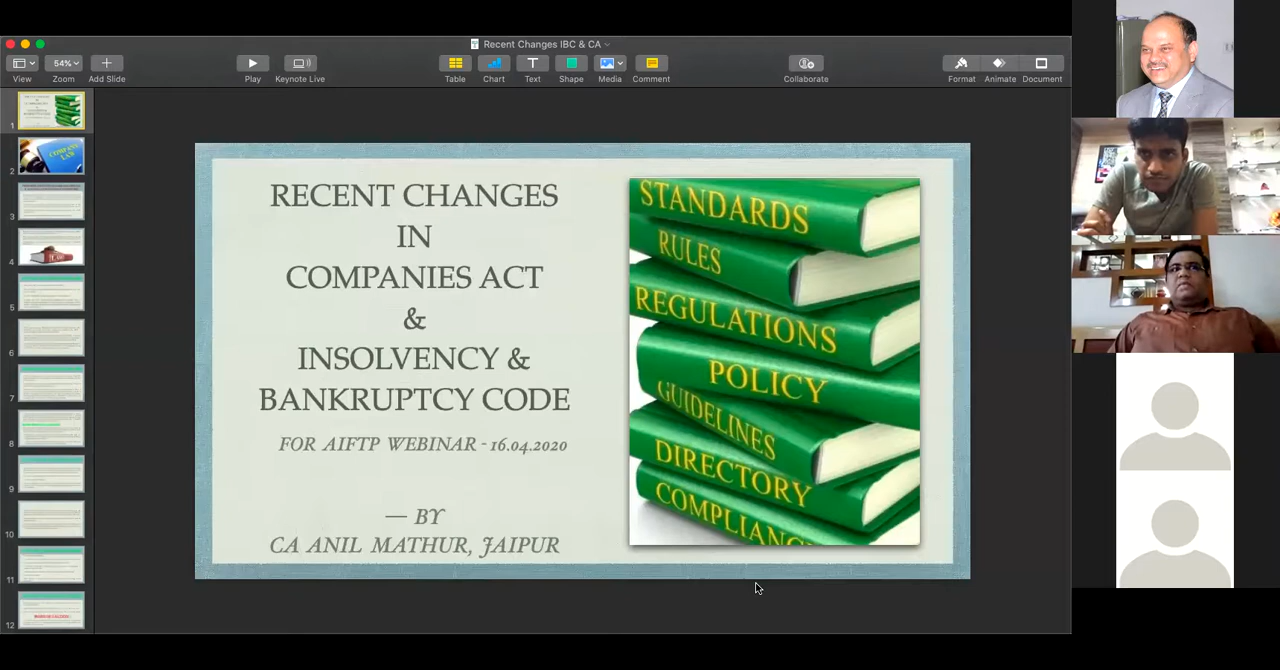 Recent Changes IBC & CA
54%
View
Zoom
Add Slide
Play
Keynote Live
Table
Chart
Text
Shape
Media
Comment
Collaborate
Format
Animate
Document
1
2
COMPANY
LAW
3
4
5
6
7
8
9
10
11
12
RECENT CHANGES
IN
COMPANIES ACT
&
INSOLVENCY &
BANKRUPTCY CODE
FOR AIFTP WEBINAR - 16.04.2020
— BY
CA ANIL MATHUR, JAIPUR
STANDARDS
RULES
REGULATIONS
POLICY
GUIDELINES
DIRECTORY
COMPLIANC